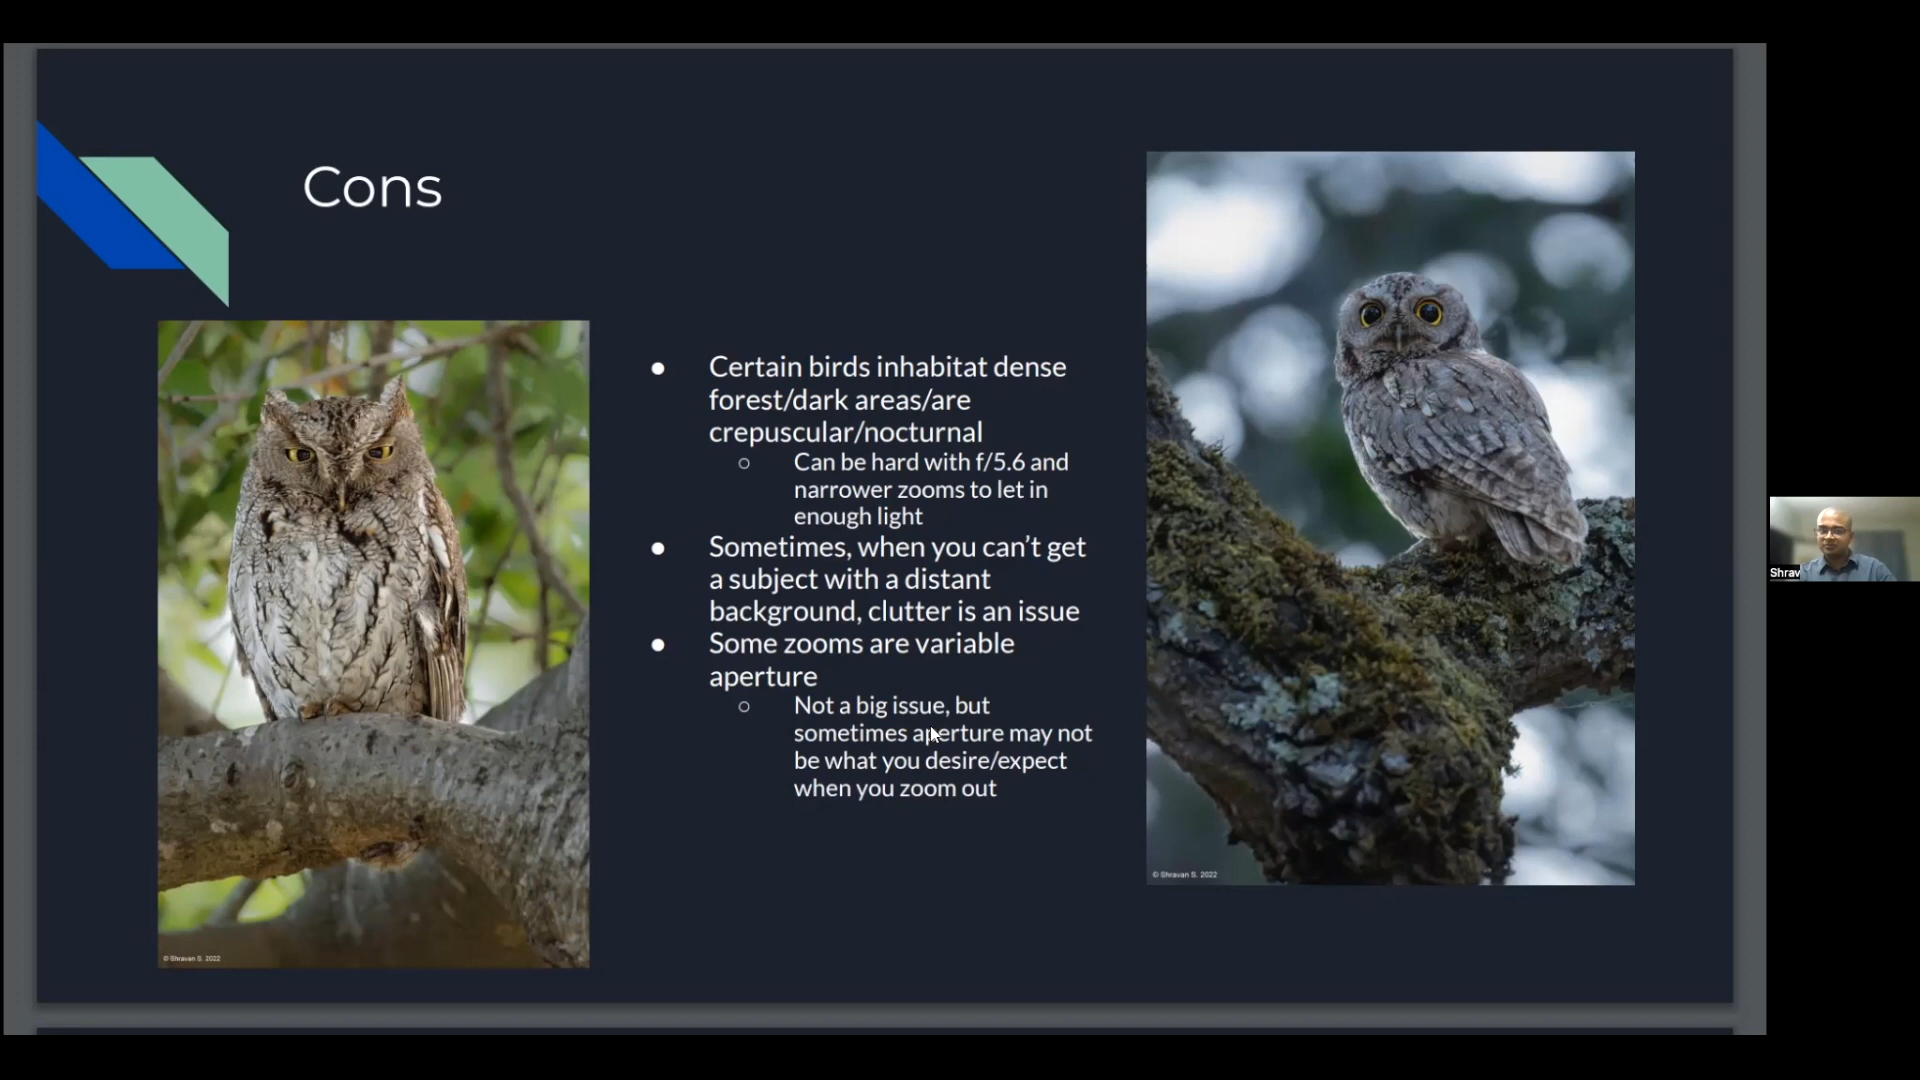 Cons
● Certain birds inhabitat dense
forest/dark areas/are
crepuscular/nocturnal
○ Can be hard with f/5.6 and
narrower zooms to let in
enough light
● Sometimes, when you can’t get
a subject with a distant
background, clutter is an issue
● Some zooms are variable
aperture
○ Not a big issue, but
sometimes aperture may not
be what you desire/expect
when you zoom out
© Shravan S. 2022
© Shravan S. 2022
Shrav